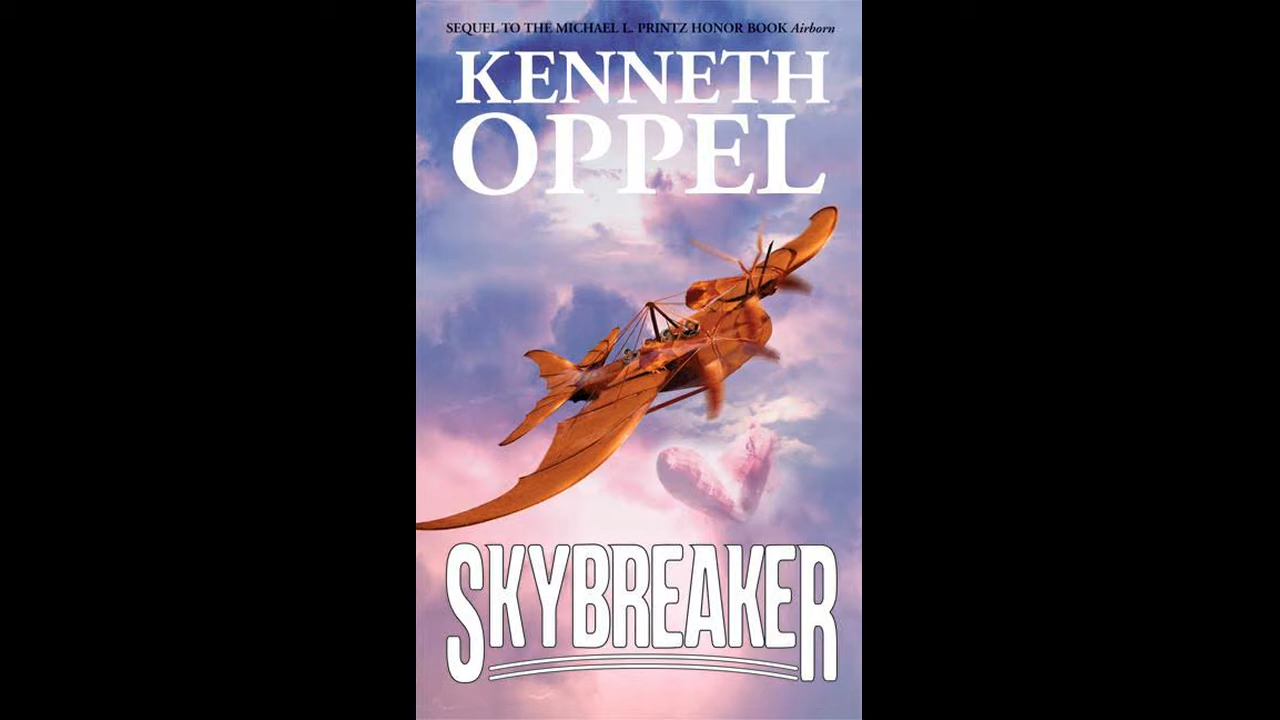 SEQUEL TO THE MICHAEL L. PRINTZ HONOR BOOK Airborn
KENNETH
OPPEL
SKYBREAKER